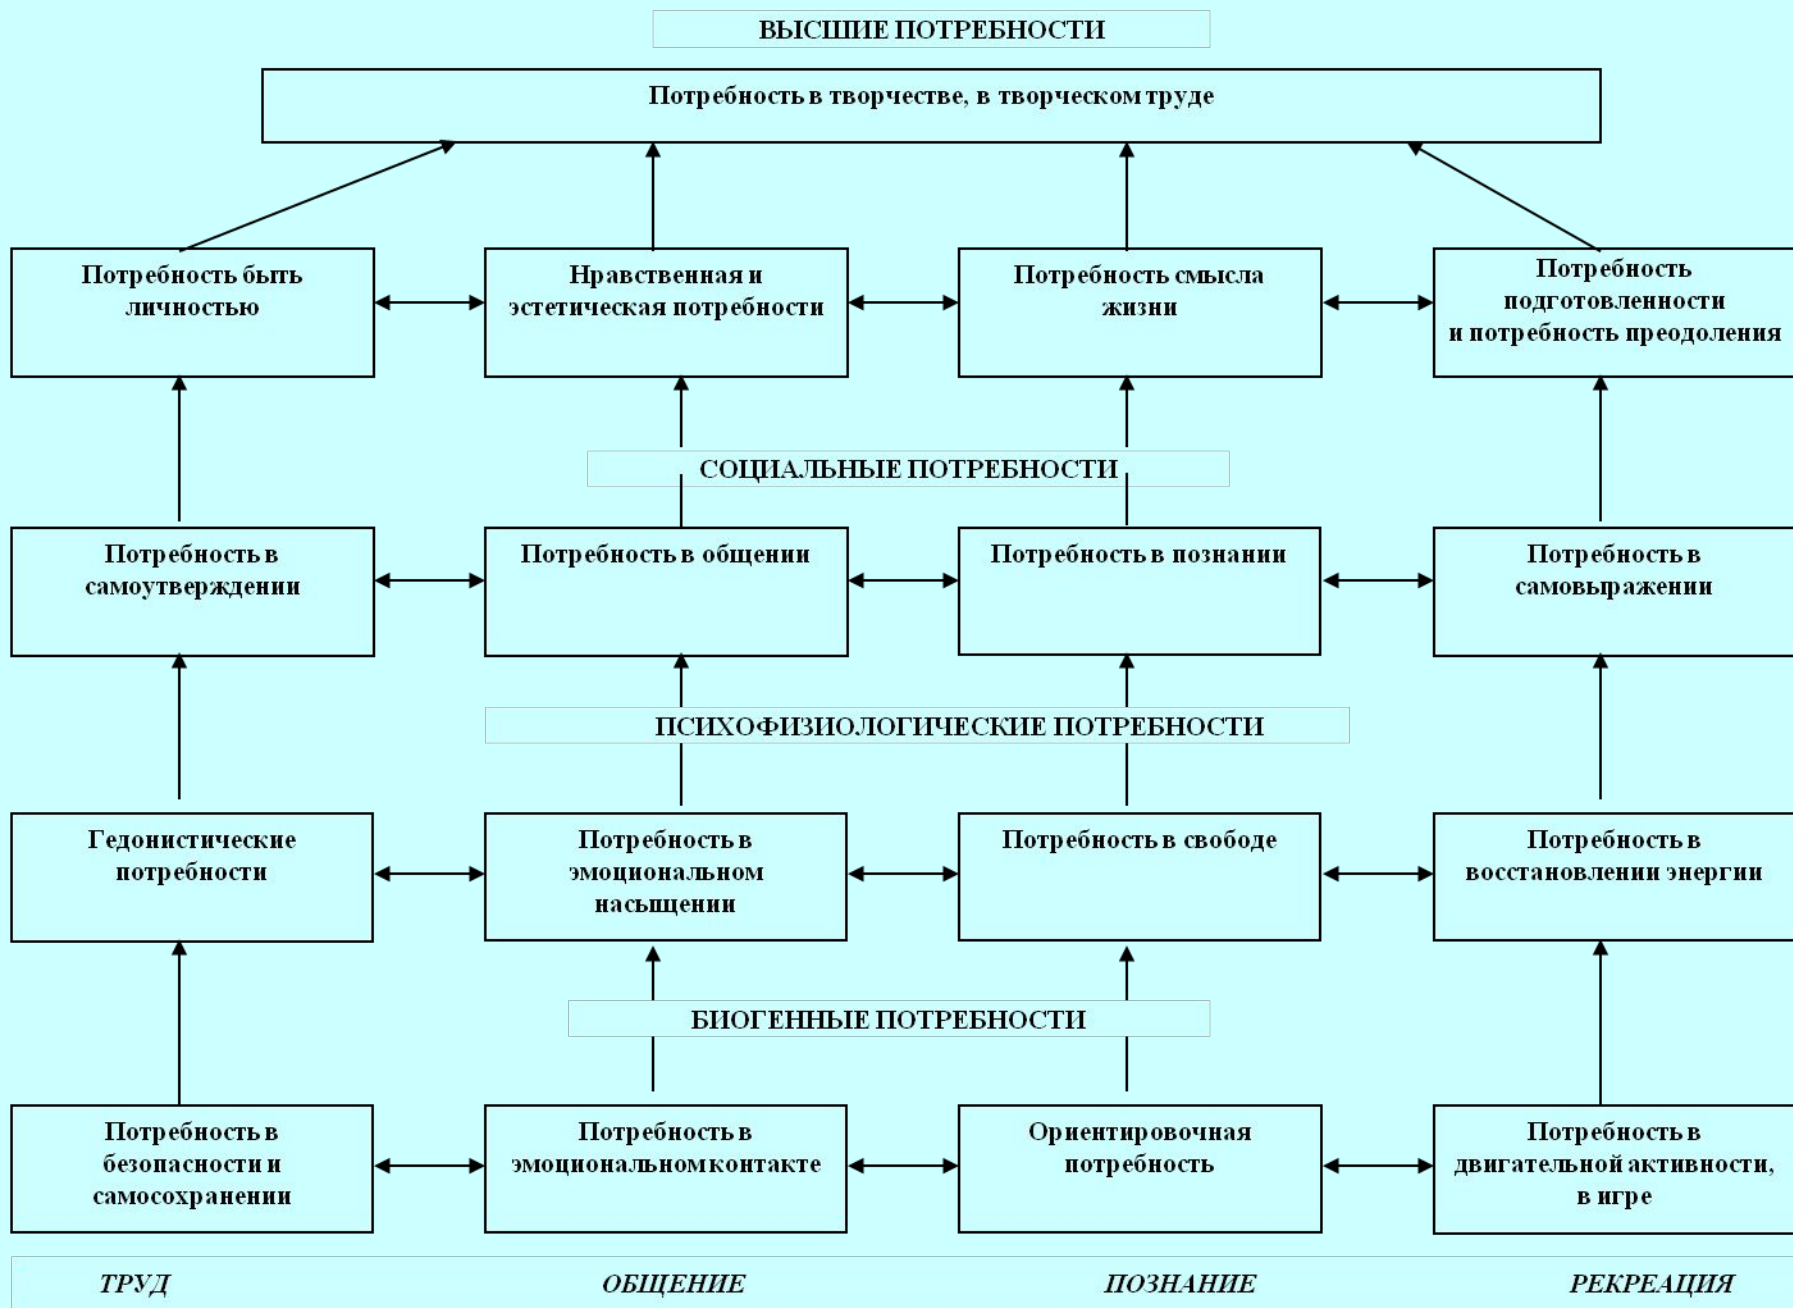 ВЫСШИЕ ПОТРЕБНОСТИ
Потребность в творчестве, в творческом труде
Потребность быть
личностью
Нравственная и
эстетическая потребности
Потребность смысла
жизни
Потребность
подготовленности
и потребность преодоления
СОЦИАЛЬНЫЕ ПОТРЕБНОСТИ
Потребность в
самоутверждении
Потребность в общении
Потребность в познании
Потребность в
самовыражении
ПСИХОФИЗИОЛОГИЧЕСКИЕ ПОТРЕБНОСТИ
Гедонистические
потребности
Потребность в
эмоциональном
насыщении
Потребность в свободе
Потребность в
восстановлении энергии
БИОГЕННЫЕ ПОТРЕБНОСТИ
Потребность в
безопасности и
самосохранении
Потребность в
эмоциональном контакте
Ориентировочная
потребность
Потребность в
двигательной активности,
в игре
ТРУД ОБЩЕНИЕ ПОЗНАНИЕ РЕКРЕАЦИЯ